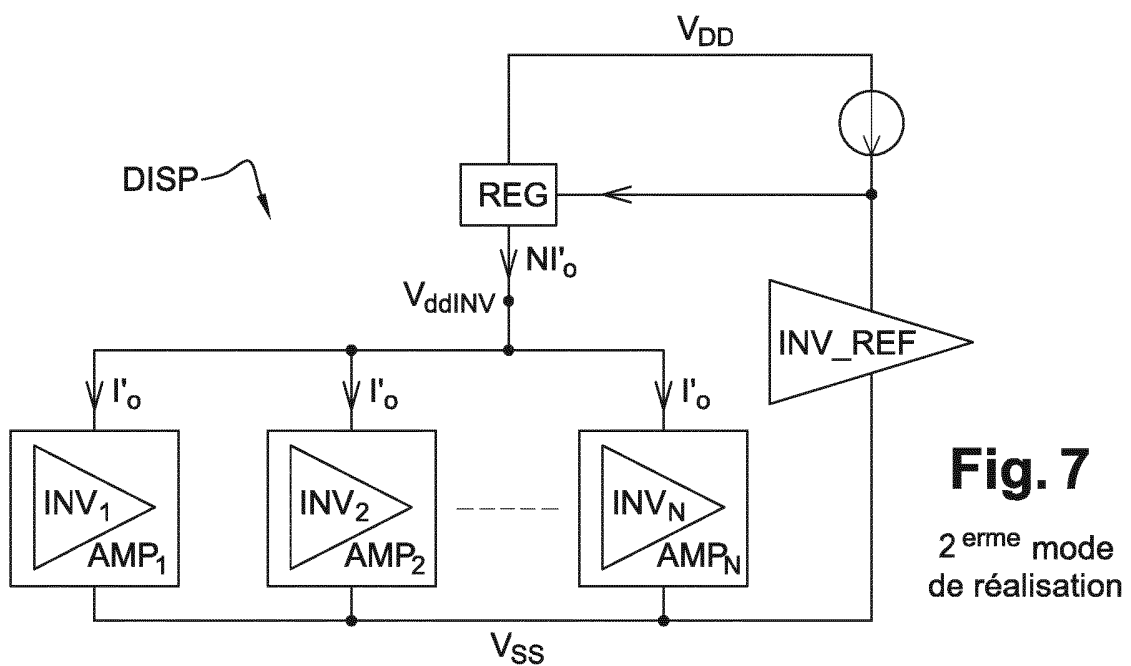 V_DD
DISP
REG
NI'_o
V_ddINV
INV_REF
I'_o
I'_o
I'_o
INV_1
AMP_1
INV_2
AMP_2
INV_N
AMP_N
V_SS
Fig. 7
2^erme mode
de réalisation